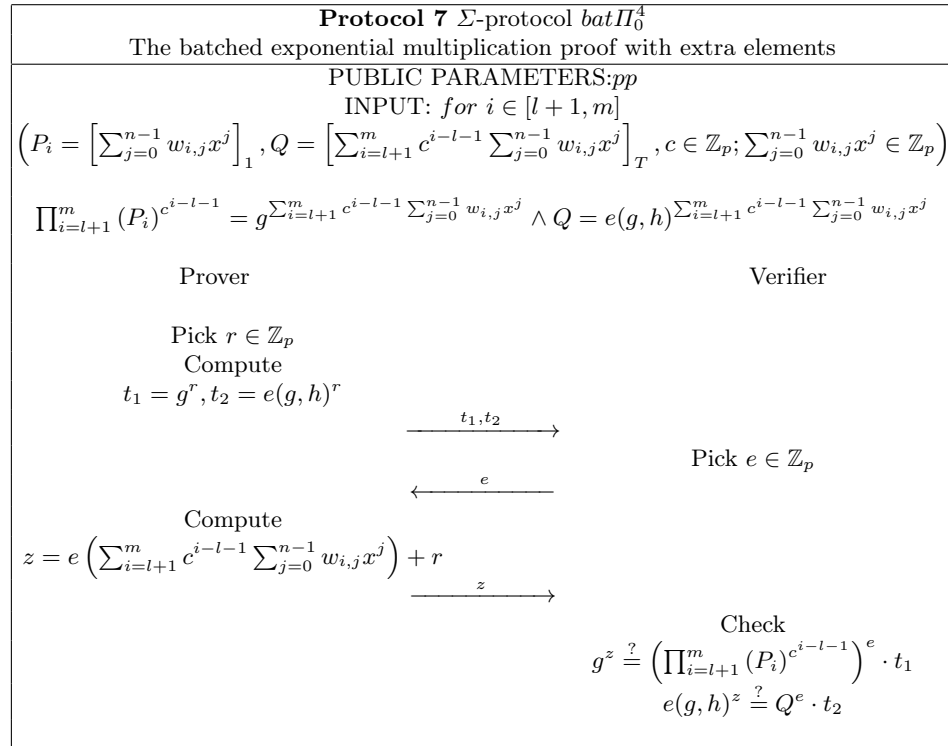 Protocol 7 Σ-protocol batΠ₀⁴
The batched exponential multiplication proof with extra elements
PUBLIC PARAMETERS:pp
INPUT: for i ∈ [l + 1, m]
(P_i = [∑_{j=0}^{n−1} w_{i,j}x^j]_1, Q = [∑_{i=l+1}^{m} c^{i−l−1} ∑_{j=0}^{n−1} w_{i,j}x^j]_T, c ∈ ℤ_p; ∑_{j=0}^{n−1} w_{i,j}x^j ∈ ℤ_p)
∏_{i=l+1}^{m} (P_i)^{c^{i−l−1}} = g^{∑_{i=l+1}^{m} c^{i−l−1} ∑_{j=0}^{n−1} w_{i,j}x^j} ∧ Q = e(g, h)^{∑_{i=l+1}^{m} c^{i−l−1} ∑_{j=0}^{n−1} w_{i,j}x^j}
Prover Verifier
Pick r ∈ ℤ_p
Compute
t_1 = g^r, t_2 = e(g, h)^r
t_1,t_2
Pick e ∈ ℤ_p
e
Compute
z = e (∑_{i=l+1}^{m} c^{i−l−1} ∑_{j=0}^{n−1} w_{i,j}x^j) + r
z
Check
g^z ≟ (∏_{i=l+1}^{m} (P_i)^{c^{i−l−1}})^e · t_1
e(g, h)^z ≟ Q^e · t_2